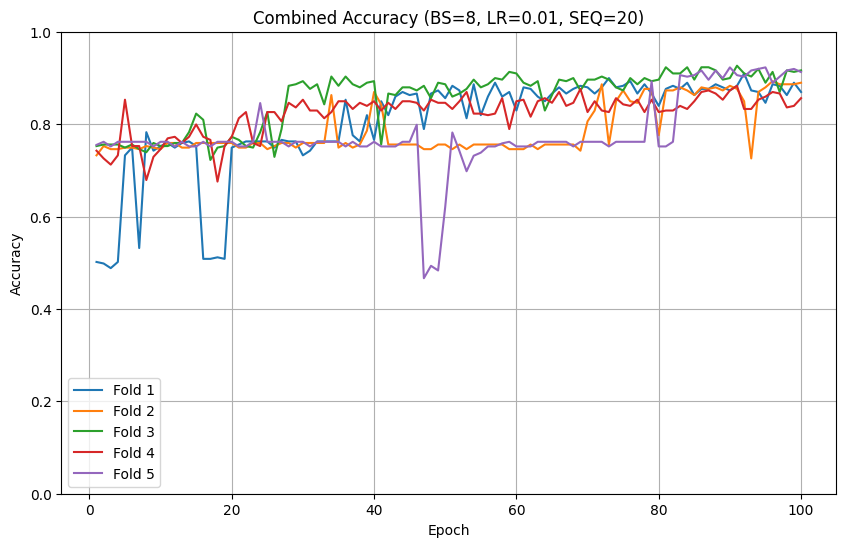 Combined Accuracy (BS=8, LR=0.01, SEQ=20)
1.0
0.8
0.6
0.4
0.2
0.0
Accuracy
Fold 1
Fold 2
Fold 3
Fold 4
Fold 5
0 20 40 60 80 100
Epoch